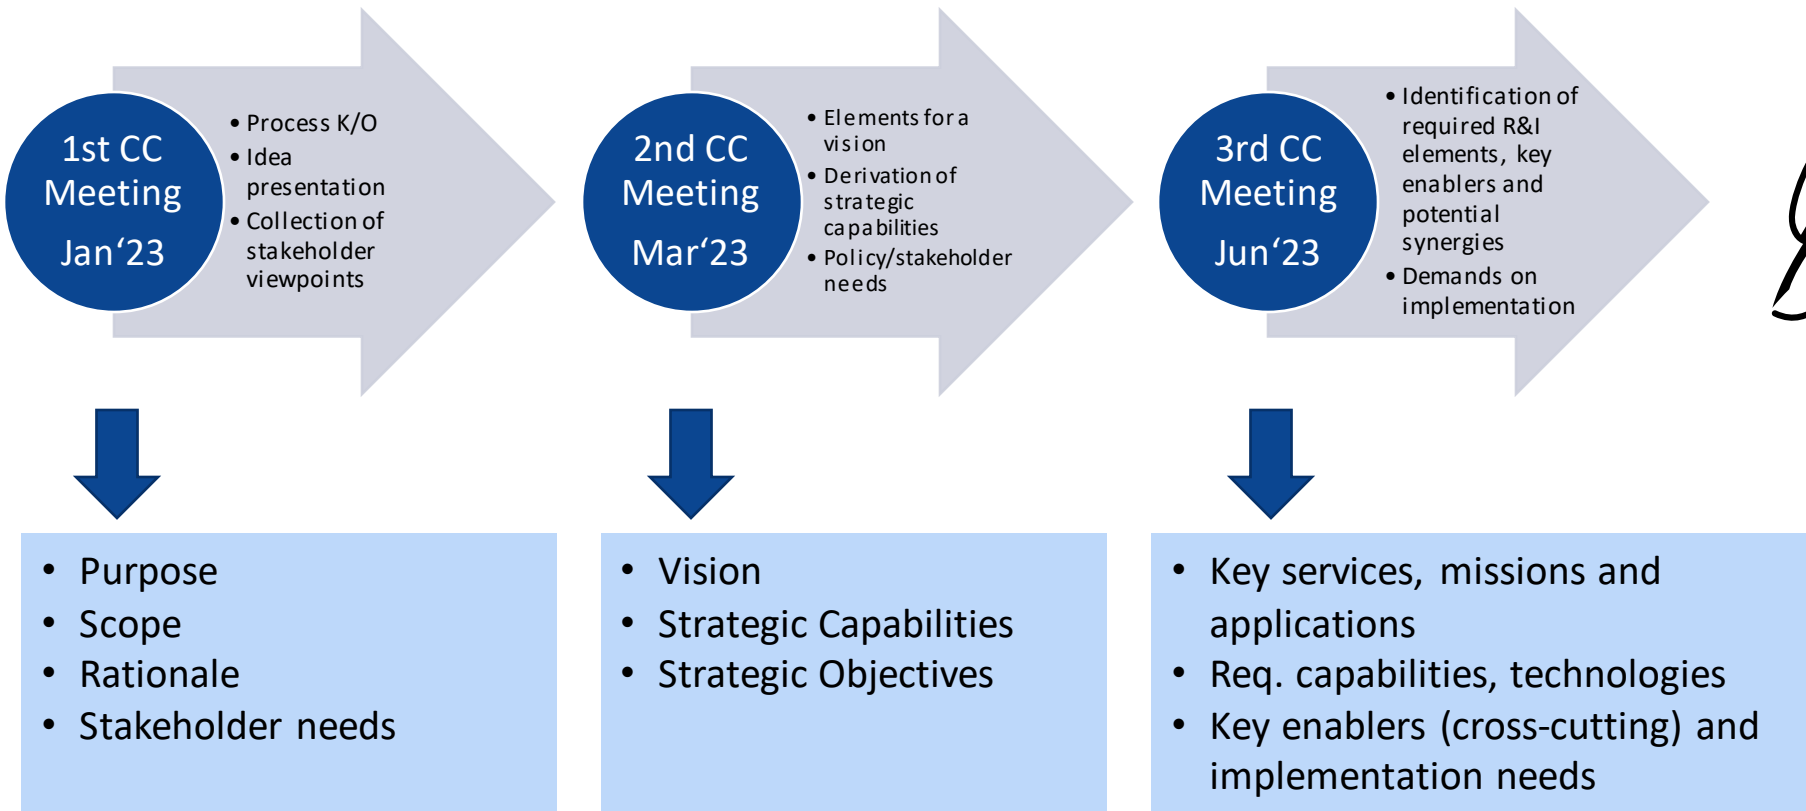 1st CC
Meeting
Jan‘23
• Process K/O
• Idea
presentation
• Collection of
stakeholder
viewpoints
2nd CC
Meeting
Mar‘23
• Elements for a
vision
• Derivation of
strategic
capabilities
• Policy/stakeholder
needs
3rd CC
Meeting
Jun‘23
• Identification of
required R&I
elements, key
enablers and
potential
synergies
• Demands on
implementation
• Purpose
• Scope
• Rationale
• Stakeholder needs
• Vision
• Strategic Capabilities
• Strategic Objectives
• Key services, missions and
applications
• Req. capabilities, technologies
• Key enablers (cross-cutting) and
implementation needs